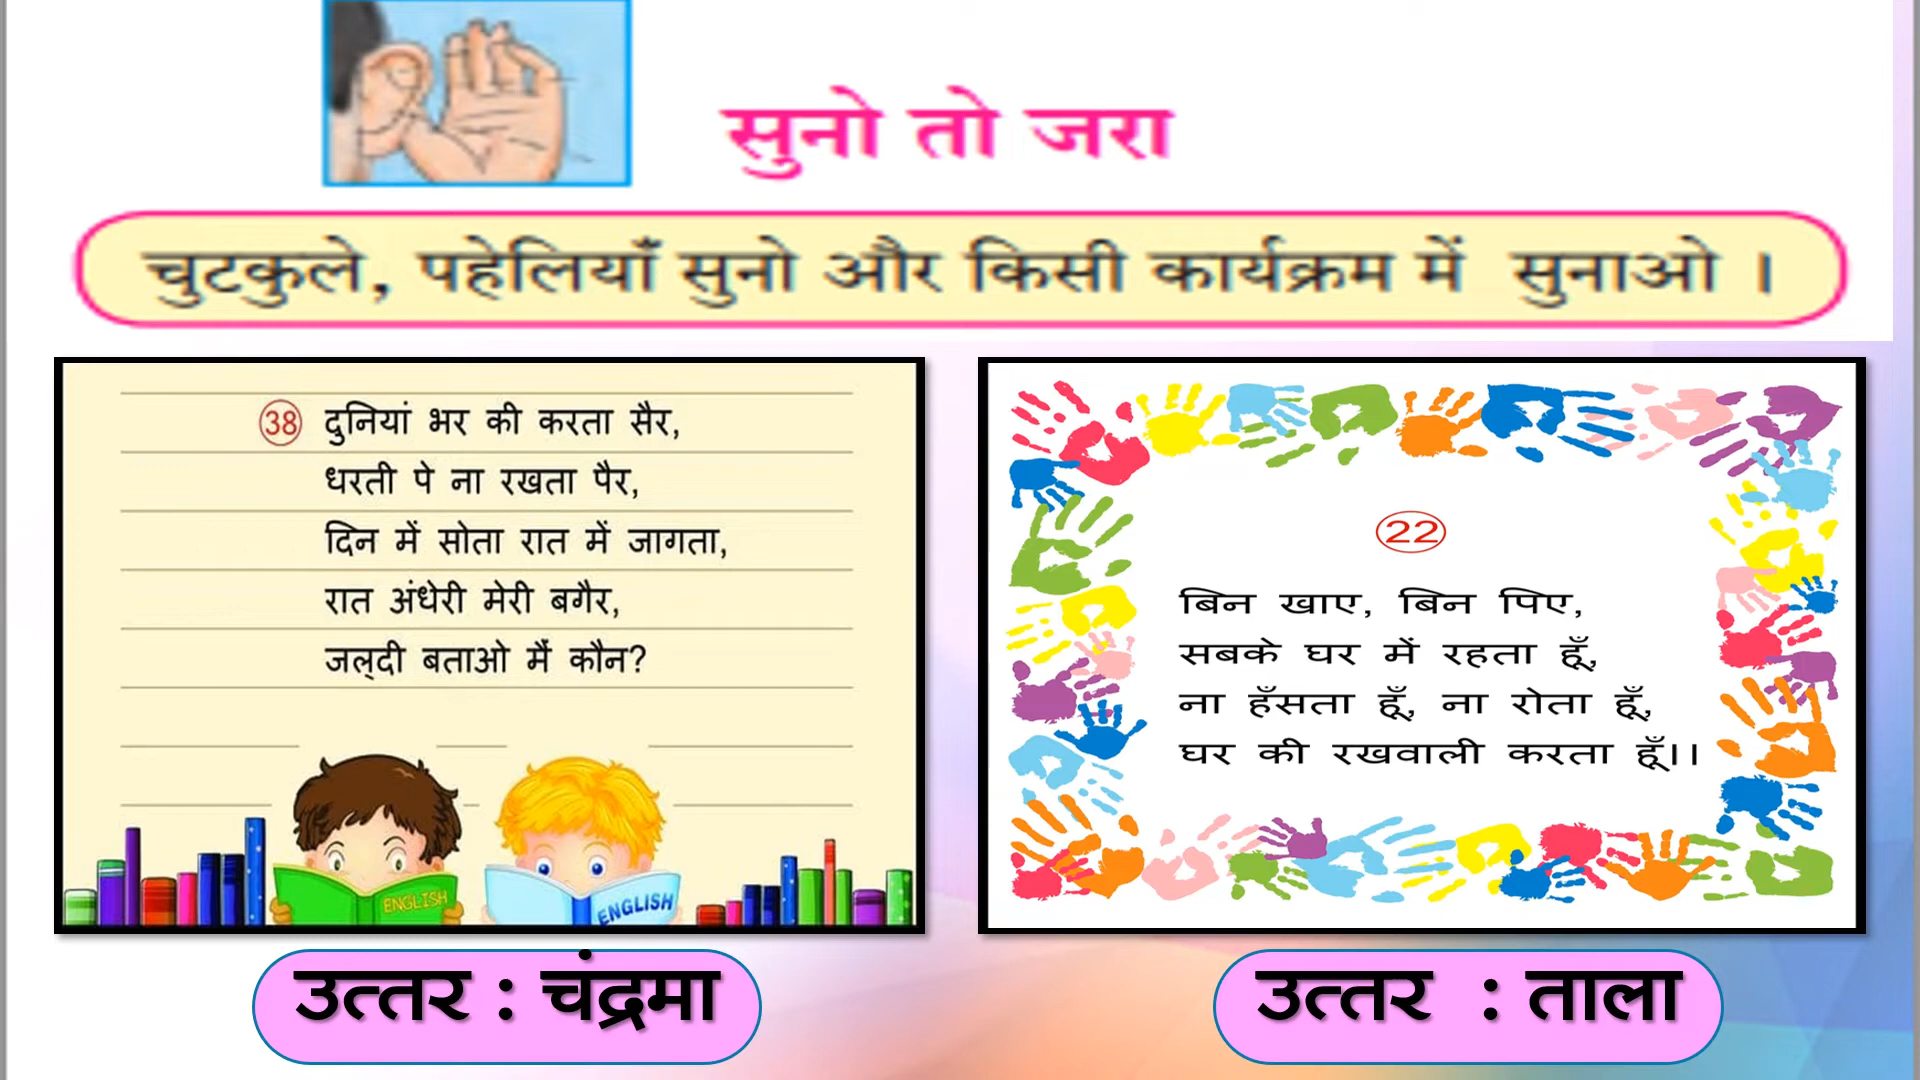 सुनो तो जरा
चुटकुले, पहेलियाँ सुनो और किसी कार्यक्रम में सुनाओ ।
38 दुनियां भर की करता सैर,
धरती पे ना रखता पैर,
दिन में सोता रात में जागता,
रात अंधेरी मेरी बगैर,
जल्दी बताओ मैं कौन?
ENGLISH
ENGLISH
उत्तर : चंद्रमा
22
बिन खाए, बिन पिए,
सबके घर में रहता हूँ,
ना हँसता हूँ, ना रोता हूँ,
घर की रखवाली करता हूँ।।
उत्तर : ताला